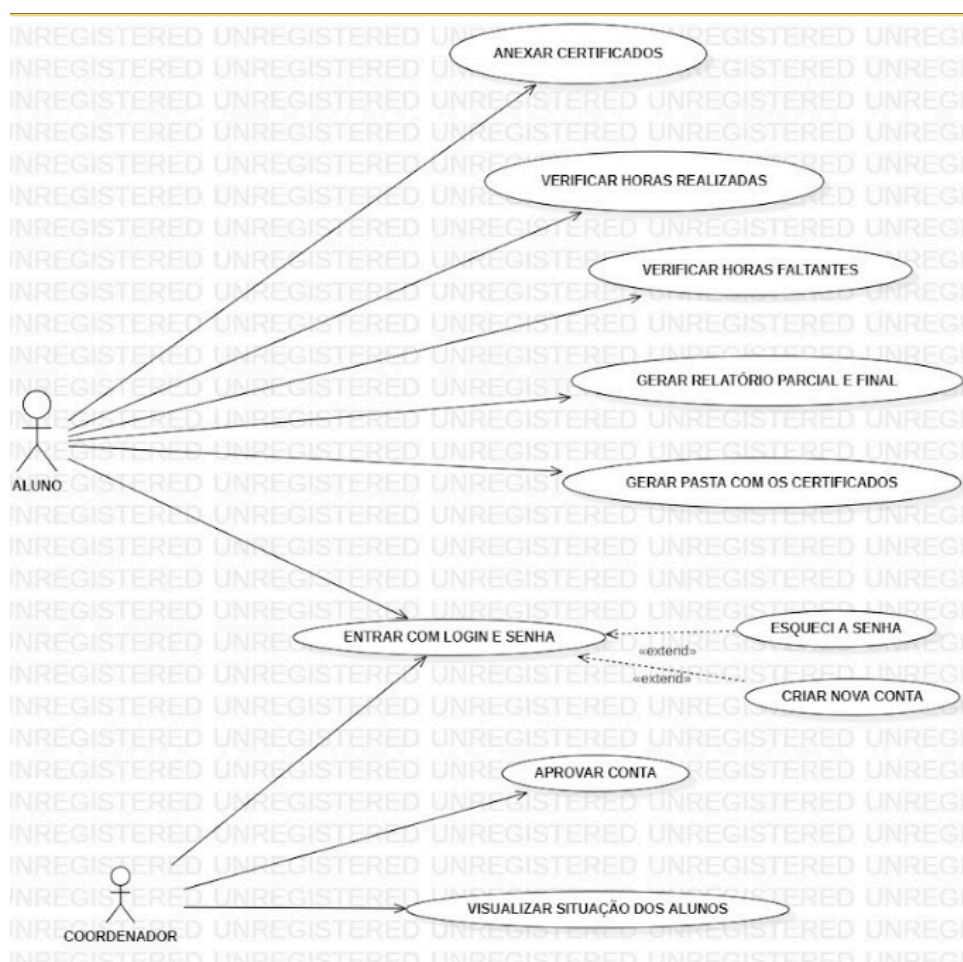 ANEXAR CERTIFICADOS
VERIFICAR HORAS REALIZADAS
VERIFICAR HORAS FALTANTES
GERAR RELATÓRIO PARCIAL E FINAL
GERAR PASTA COM OS CERTIFICADOS
ALUNO
ENTRAR COM LOGIN E SENHA
ESQUECI A SENHA
«extend»
«extend»
CRIAR NOVA CONTA
APROVAR CONTA
VISUALIZAR SITUAÇÃO DOS ALUNOS
COORDENADOR